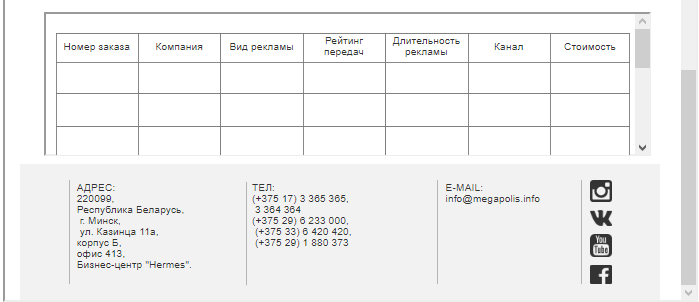 Номер заказа Компания Вид рекламы Рейтинг передач Длительность рекламы Канал Стоимость
АДРЕС:
220099,
Республика Беларусь,
г. Минск,
ул. Казинца 11а,
корпус Б,
офис 413,
Бизнес-центр "Hermes".
ТЕЛ:
(+375 17) 3 365 365,
3 364 364
(+375 29) 6 233 000,
(+375 33) 6 420 420,
(+375 29) 1 880 373
E-MAIL:
info@megapolis.info
You
Tube